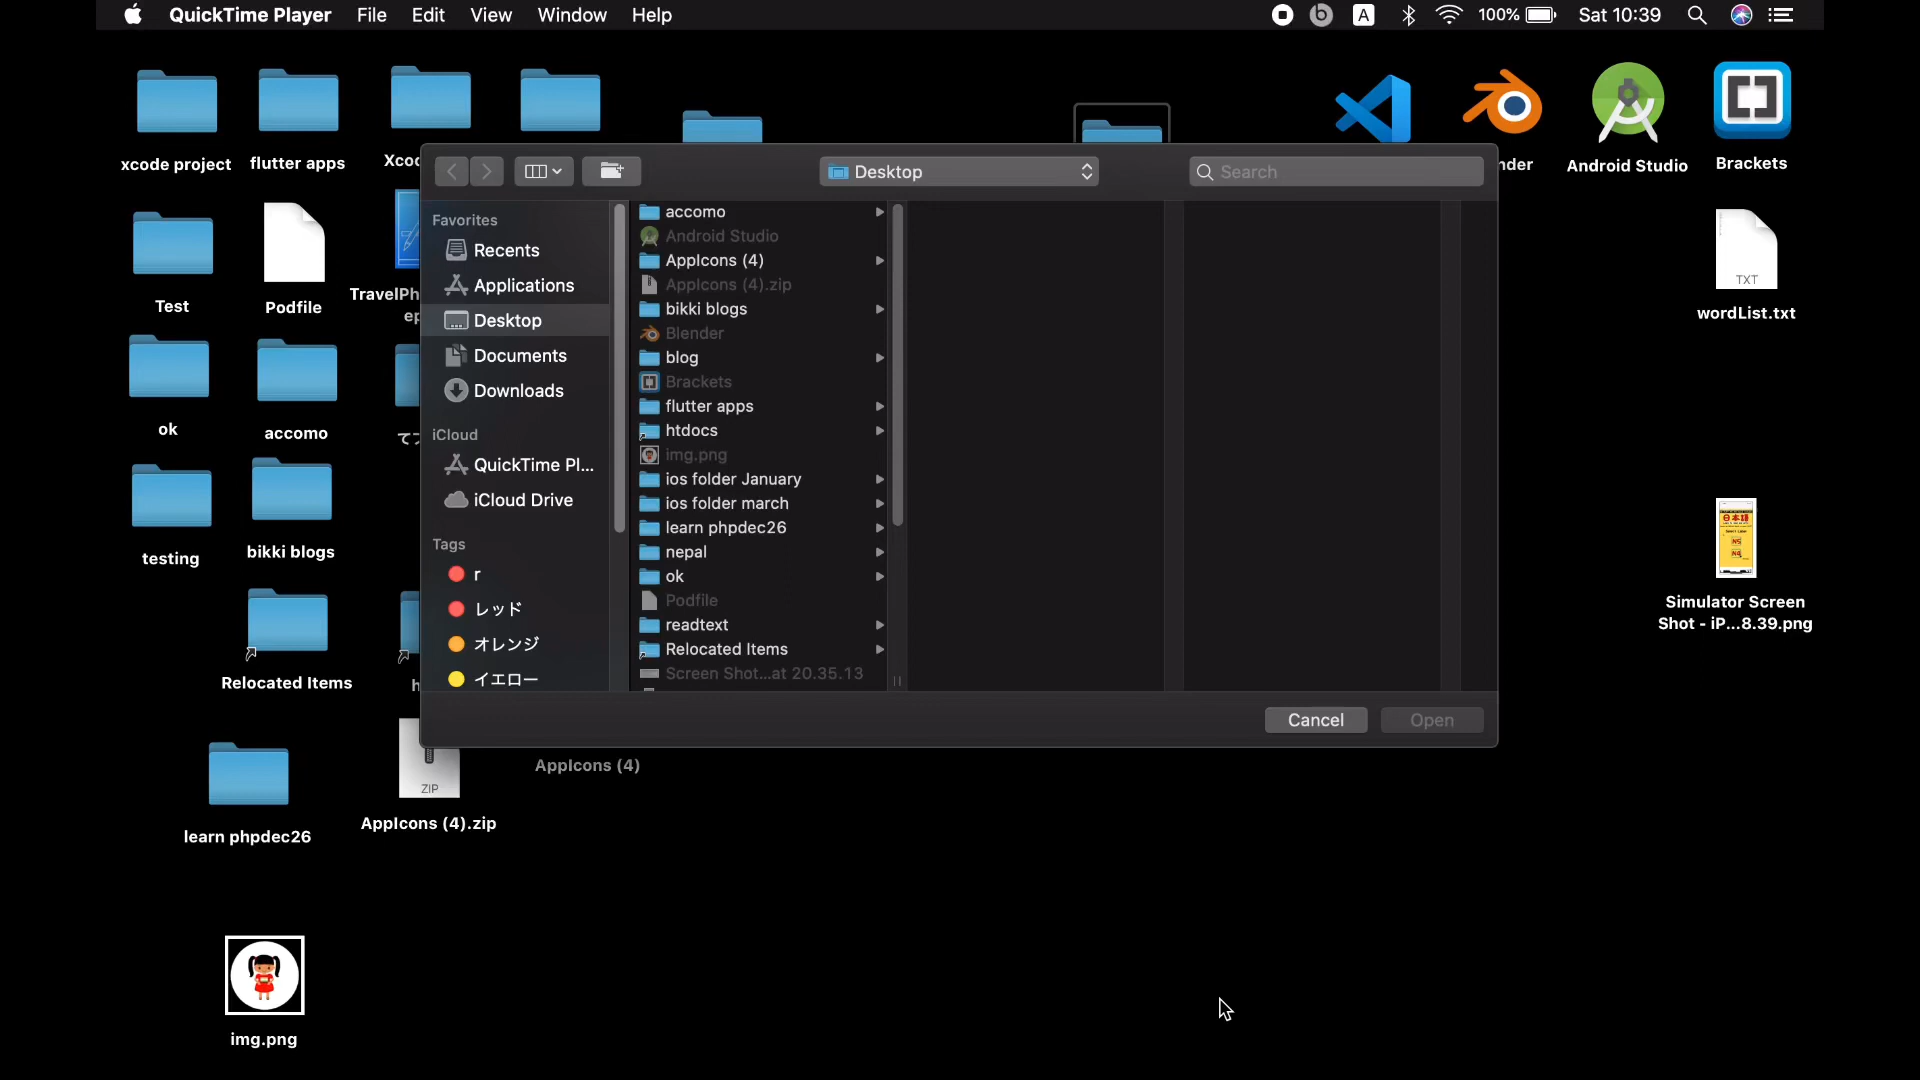 QuickTime Player File Edit View Window Help
A 100% Sat 10:39
xcode project
flutter apps
Android Studio
Brackets
Desktop
Search
Favorites
Recents
Applications
Desktop
Documents
Downloads
iCloud
QuickTime Pl...
iCloud Drive
Tags
r
レッド
オレンジ
イエロー
accomo
Android Studio
AppIcons (4)
AppIcons (4).zip
bikki blogs
Blender
blog
Brackets
flutter apps
htdocs
img.png
ios folder January
ios folder march
learn phpdec26
nepal
ok
Podfile
readtext
Relocated Items
Screen Shot...at 20.35.13
Cancel
Open
Test
Podfile
TXT
wordList.txt
ok
accomo
testing
bikki blogs
日本語
N5
N4
Simulator Screen
Shot - iP...8.39.png
Relocated Items
AppIcons (4)
ZIP
AppIcons (4).zip
learn phpdec26
img.png